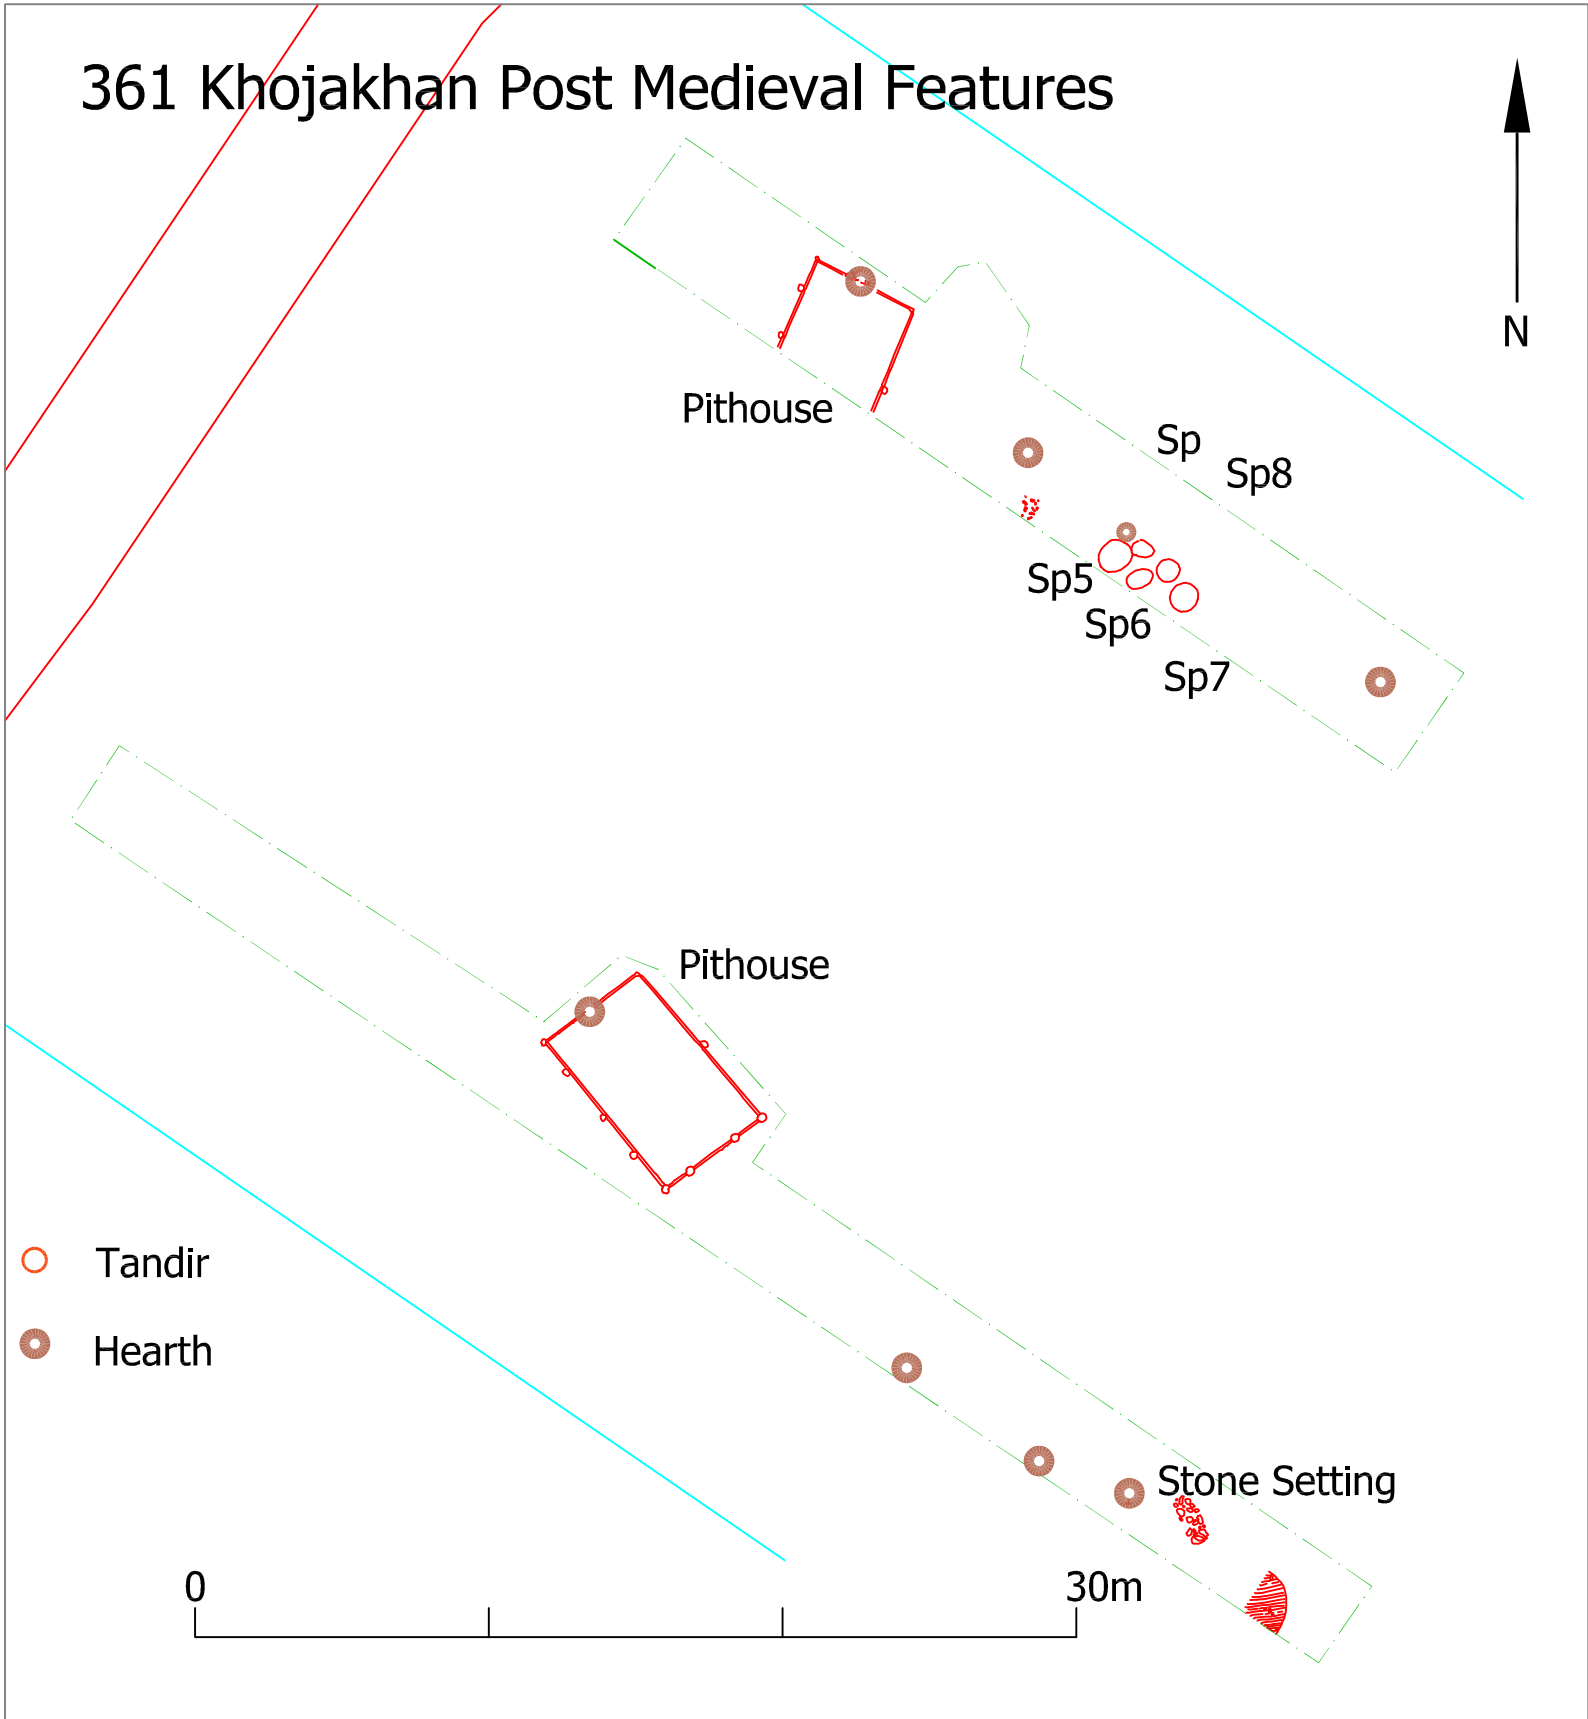 361 Khojakhan Post Medieval Features
N
Pithouse
Sp
Sp8
Sp5
Sp6
Sp7
Pithouse
Tandir
Hearth
Stone Setting
0
30m